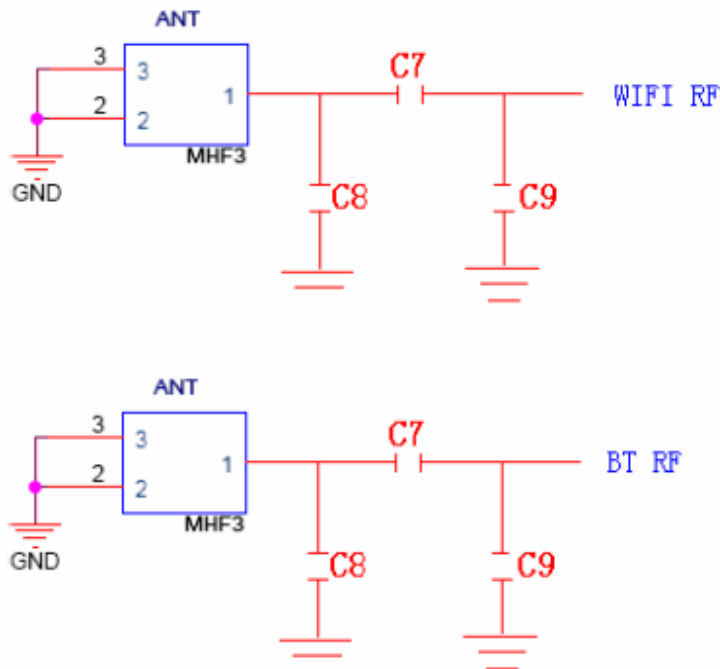 ANT
3 3 1 C7 WIFI RF
2 2
MHF3
GND C8 C9
ANT
3 3 1 C7 BT RF
2 2
MHF3
GND C8 C9